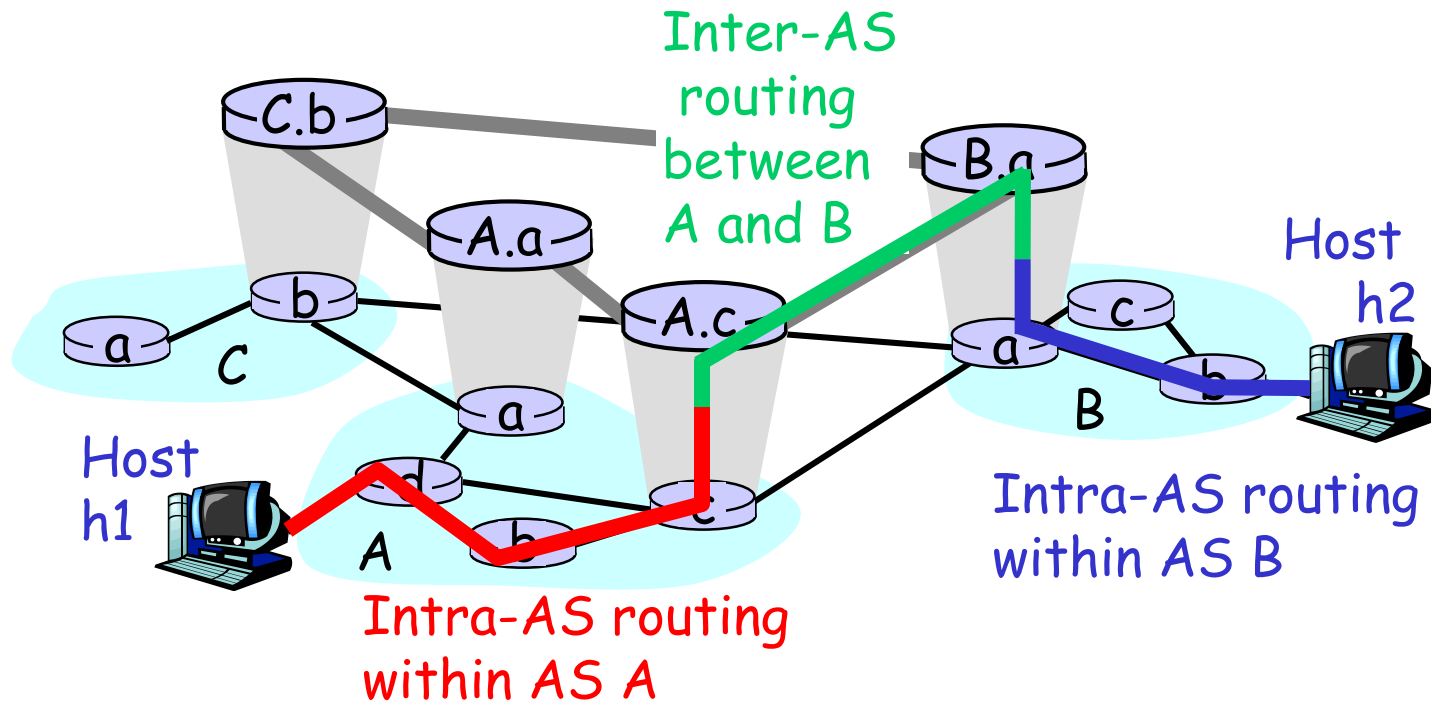 Inter-AS
routing
between
A and B
C.b
B.a
A.a
A.c
Host
h2
b
a
C
c
a
b
B
a
Host
h1
d
c
b
A
Intra-AS routing
within AS B
Intra-AS routing
within AS A